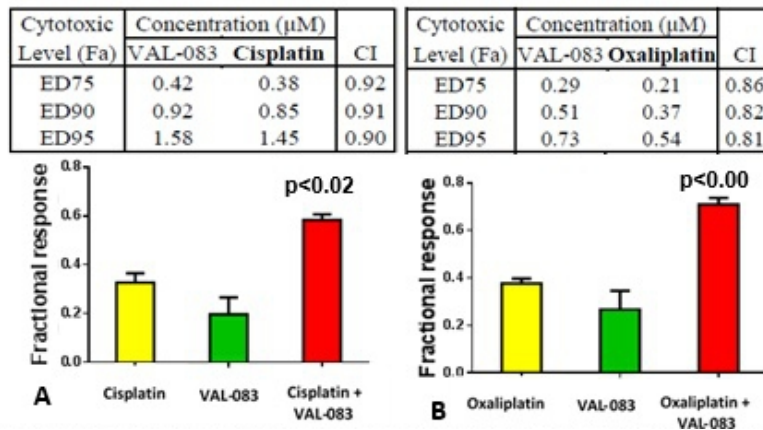 Cytotoxic Level (Fa) Concentration (µM) CI
VAL-083 Cisplatin
ED75 0.42 0.38 0.92
ED90 0.92 0.85 0.91
ED95 1.58 1.45 0.90
Cytotoxic Level (Fa) Concentration (µM) CI
VAL-083 Oxaliplatin
ED75 0.29 0.21 0.86
ED90 0.51 0.37 0.82
ED95 0.73 0.54 0.81
Fractional response
0.8
0.6
0.4
0.2
0.0
p<0.02
Cisplatin
VAL-083
Cisplatin +
VAL-083
A
Fractional response
0.8
0.6
0.4
0.2
0.0
p<0.00
Oxaliplatin
VAL-083
Oxaliplatin +
VAL-083
B